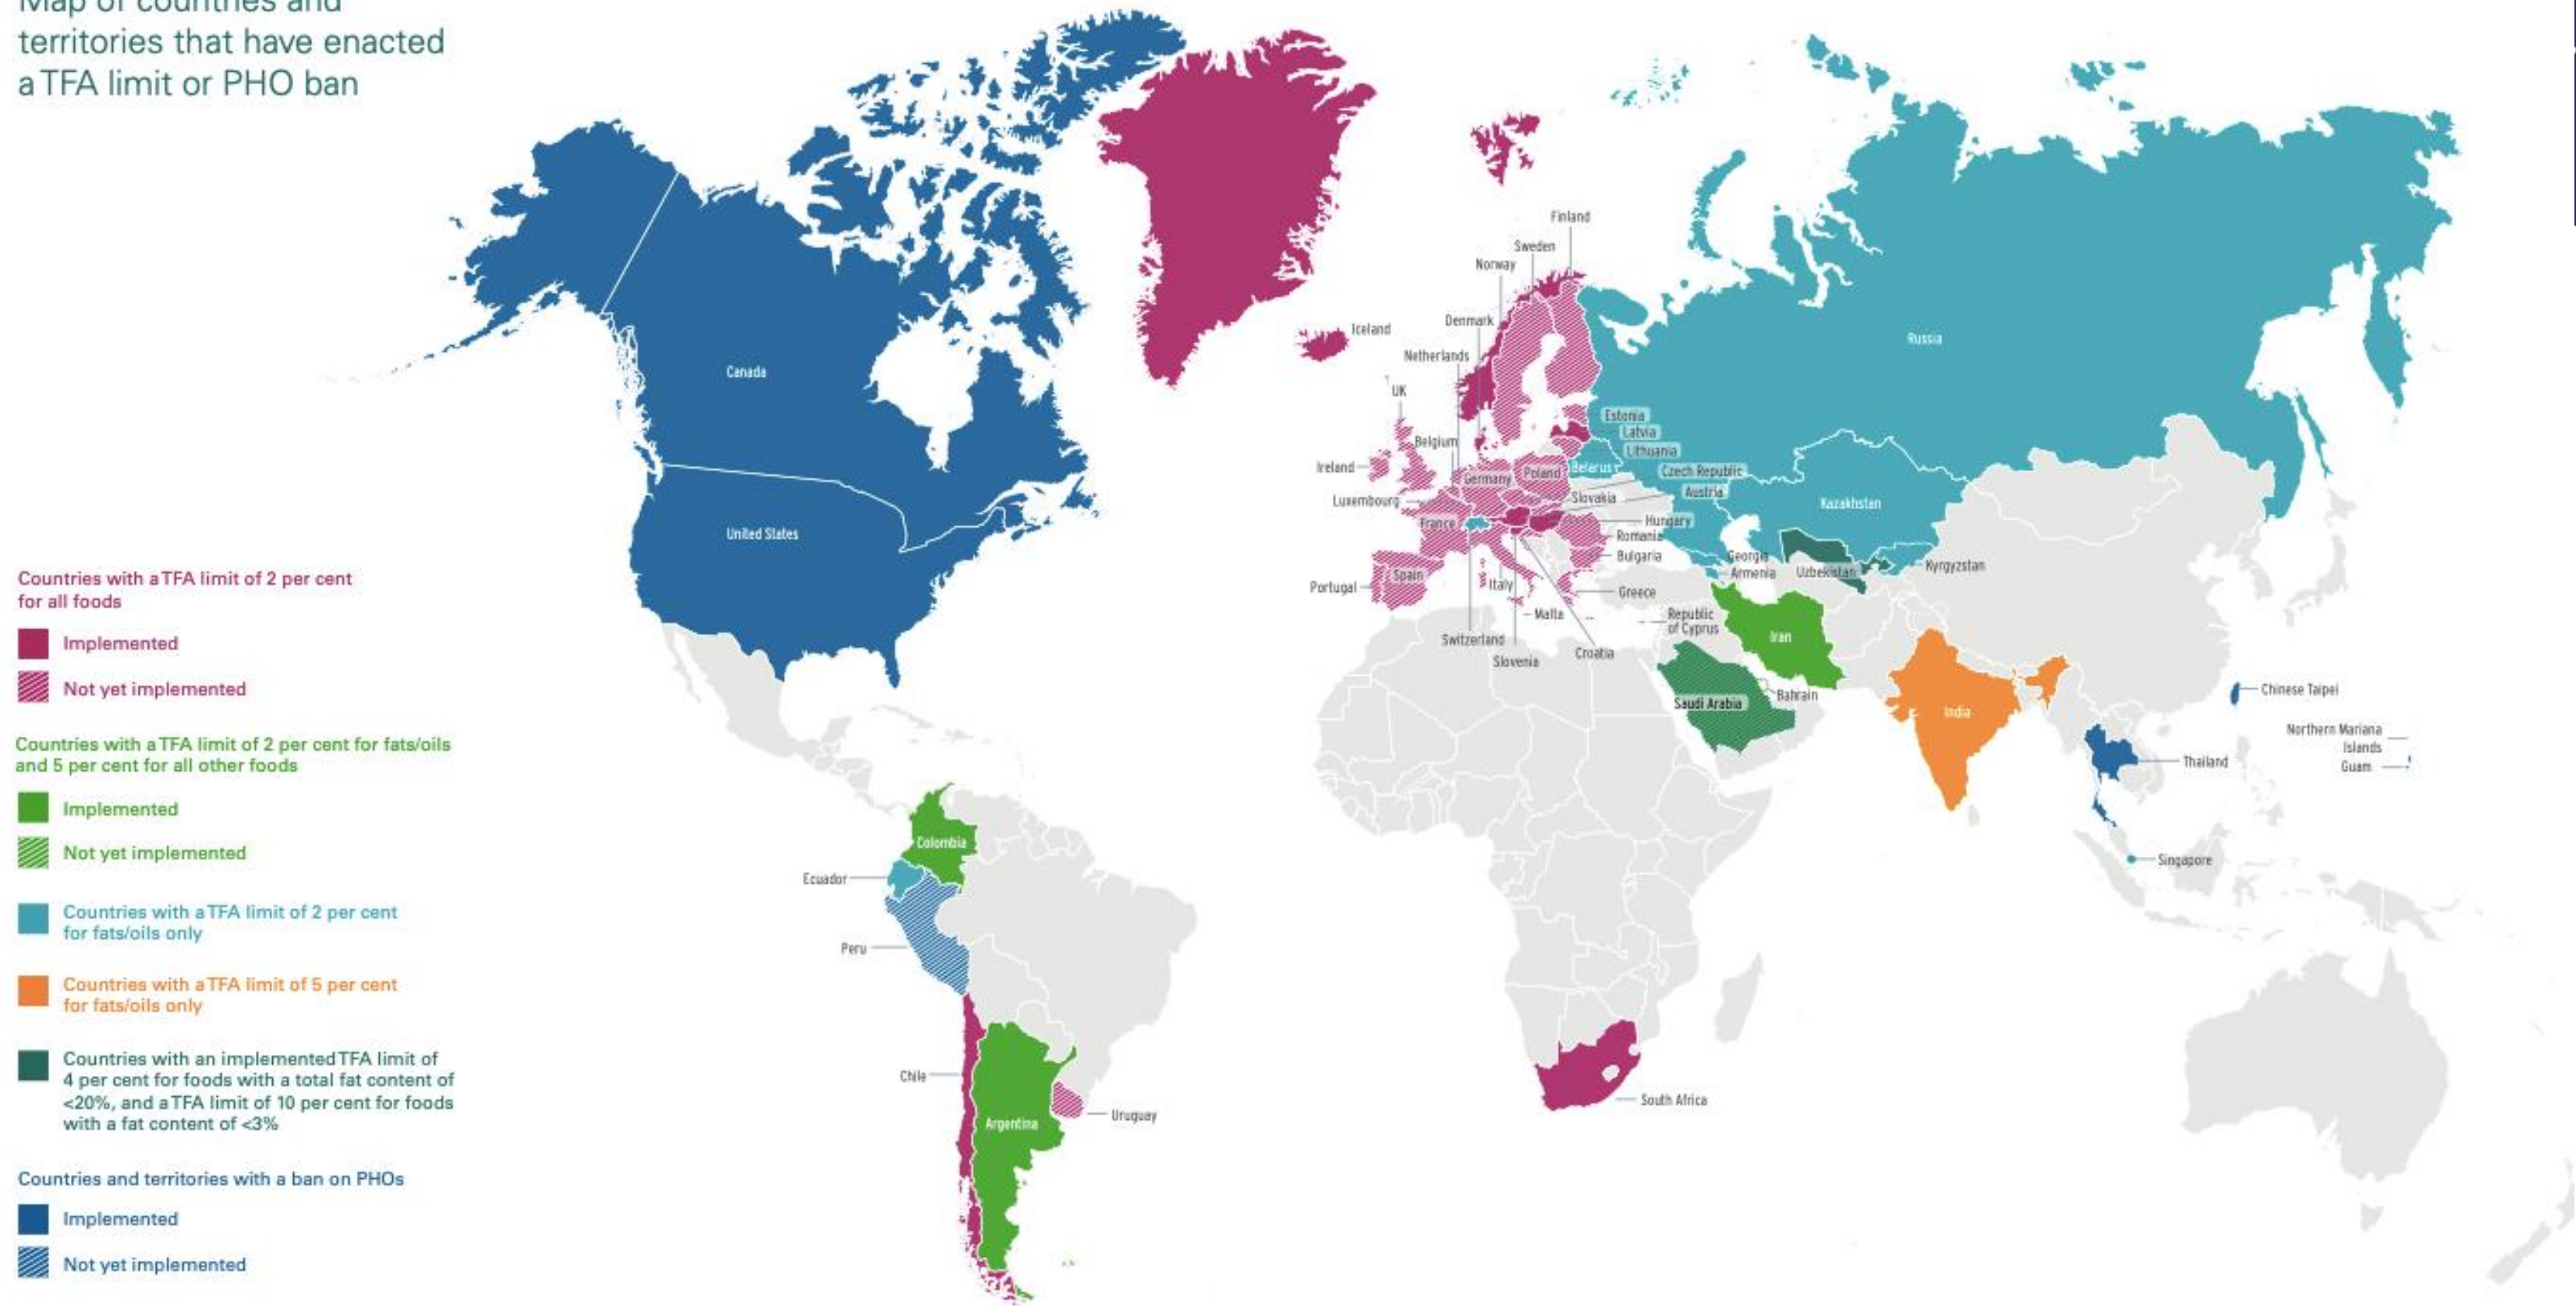 Map of countries and
territories that have enacted
a TFA limit or PHO ban
Countries with a TFA limit of 2 per cent
for all foods
Implemented
Not yet implemented
Countries with a TFA limit of 2 per cent for fats/oils
and 5 per cent for all other foods
Implemented
Not yet implemented
Countries with a TFA limit of 2 per cent
for fats/oils only
Countries with a TFA limit of 5 per cent
for fats/oils only
Countries with an implemented TFA limit of
4 per cent for foods with a total fat content of
<20%, and a TFA limit of 10 per cent for foods
with a fat content of <3%
Countries and territories with a ban on PHOs
Implemented
Not yet implemented
Canada
United States
Colombia
Ecuador
Peru
Chile
Argentina
Uruguay
Finland
Sweden
Norway
Denmark
Iceland
Netherlands
UK
Belgium
Ireland
Luxembourg
Germany
Poland
Belarus
Estonia
Latvia
Lithuania
Czech Republic
Slovakia
Austria
France
Hungary
Romania
Bulgaria
Portugal
Spain
Italy
Greece
Malta
Switzerland
Slovenia
Croatia
Republic
of Cyprus
Russia
Kazakhstan
Georgia
Armenia
Uzbekistan
Kyrgyzstan
Iran
Saudi Arabia
Bahrain
India
Chinese Taipei
Northern Mariana
Islands
Guam
Thailand
Singapore
South Africa